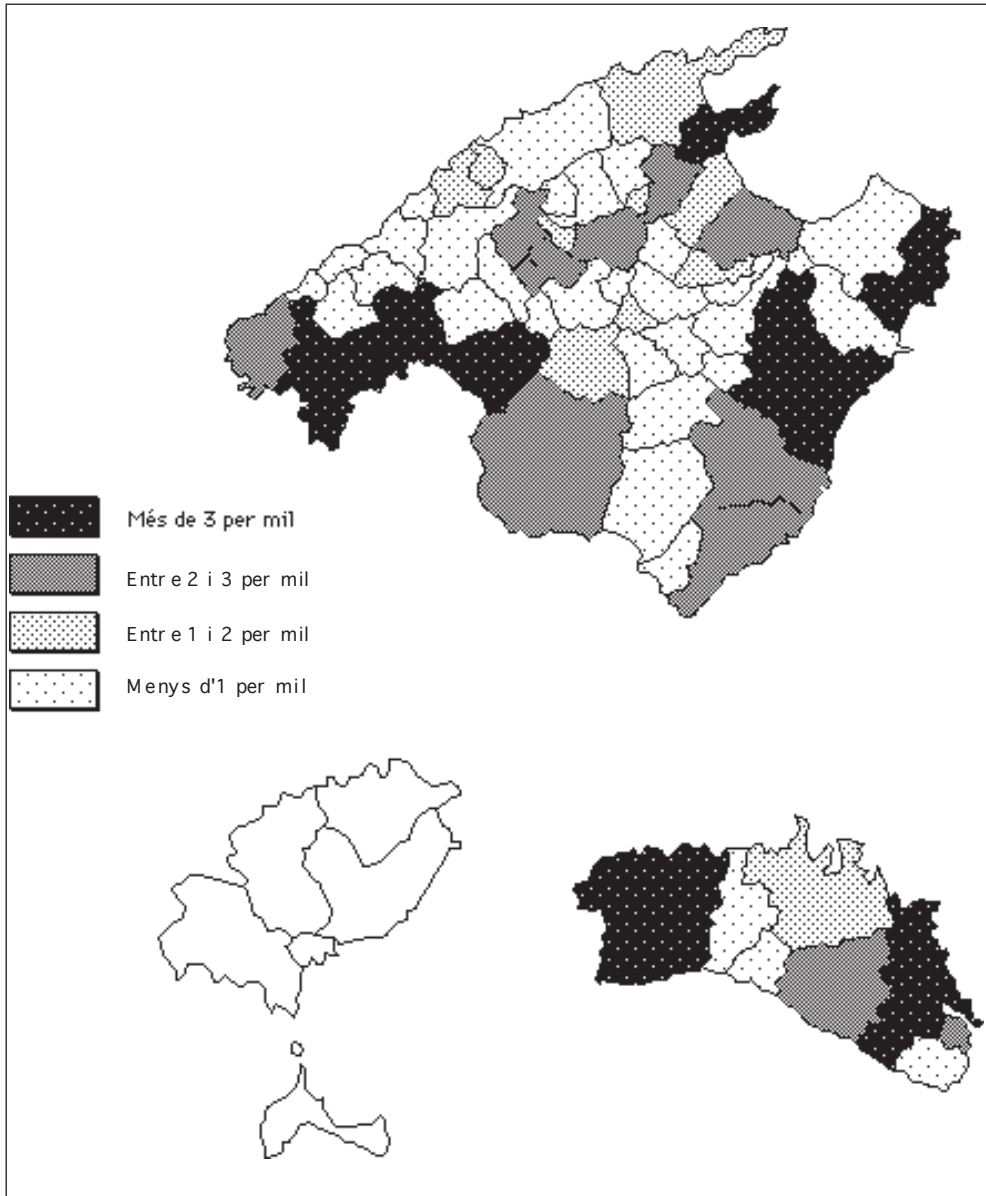 Més de 3 per mil
Entre 2 i 3 per mil
Entre 1 i 2 per mil
Menys d'1 per mil